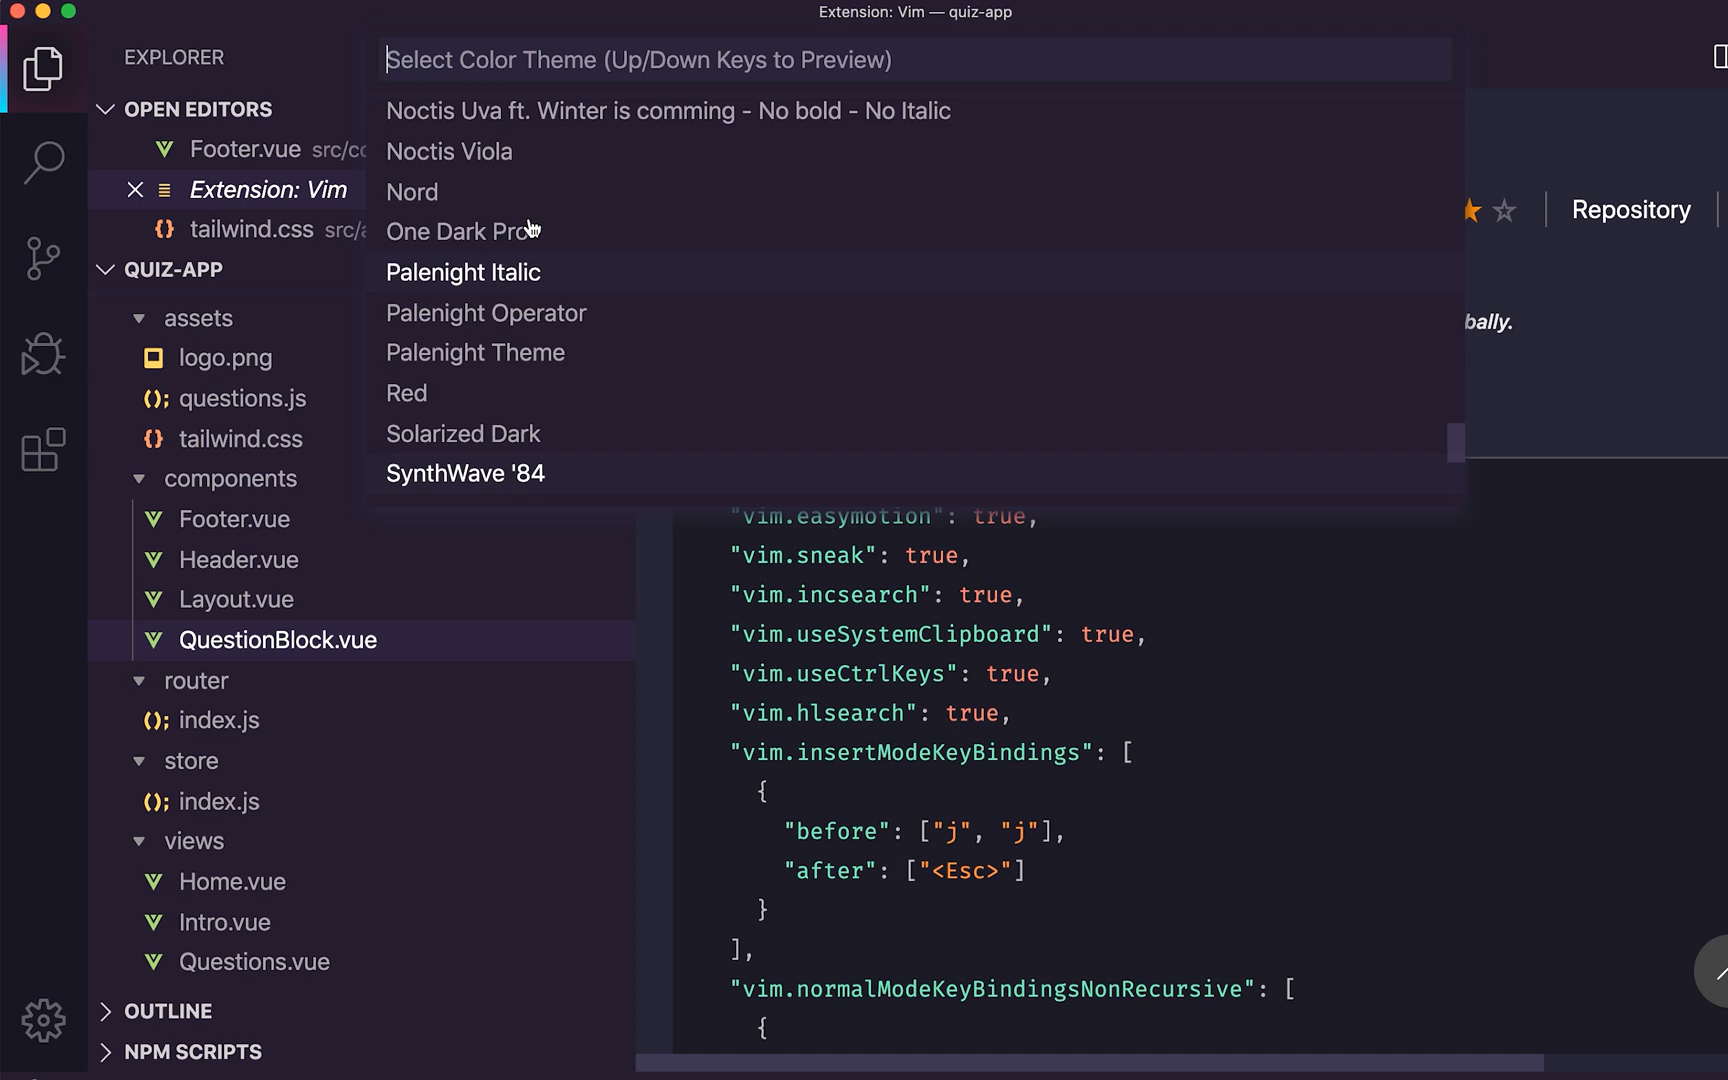 Extension: Vim — quiz-app
EXPLORER
OPEN EDITORS
Footer.vue src/co
Extension: Vim
tailwind.css src/a
QUIZ-APP
assets
logo.png
questions.js
tailwind.css
components
Footer.vue
Header.vue
Layout.vue
QuestionBlock.vue
router
index.js
store
index.js
views
Home.vue
Intro.vue
Questions.vue
OUTLINE
NPM SCRIPTS
Select Color Theme (Up/Down Keys to Preview)
Noctis Uva ft. Winter is comming - No bold - No Italic
Noctis Viola
Nord
One Dark Pro
Palenight Italic
Palenight Operator
Palenight Theme
Red
Solarized Dark
SynthWave '84
Repository
bally.
"vim.easymotion": true,
"vim.sneak": true,
"vim.incsearch": true,
"vim.useSystemClipboard": true,
"vim.useCtrlKeys": true,
"vim.hlsearch": true,
"vim.insertModeKeyBindings": [
{
"before": ["j", "j"],
"after": ["<Esc>"]
}
],
"vim.normalModeKeyBindingsNonRecursive": [
{